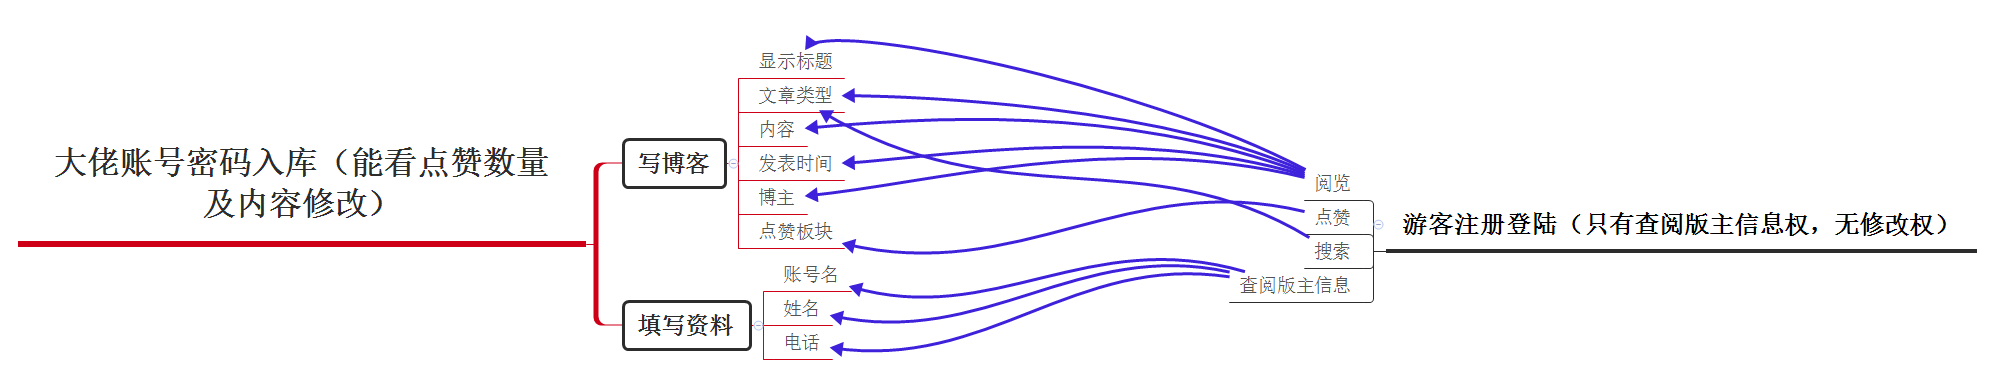 大佬账号密码入库（能看点赞数量
及内容修改）
写博客
显示标题
文章类型
内容
发表时间
博主
点赞板块
填写资料
账号名
姓名
电话
阅览
点赞
搜索
查阅版主信息
游客注册登陆（只有查阅版主信息权，无修改权）